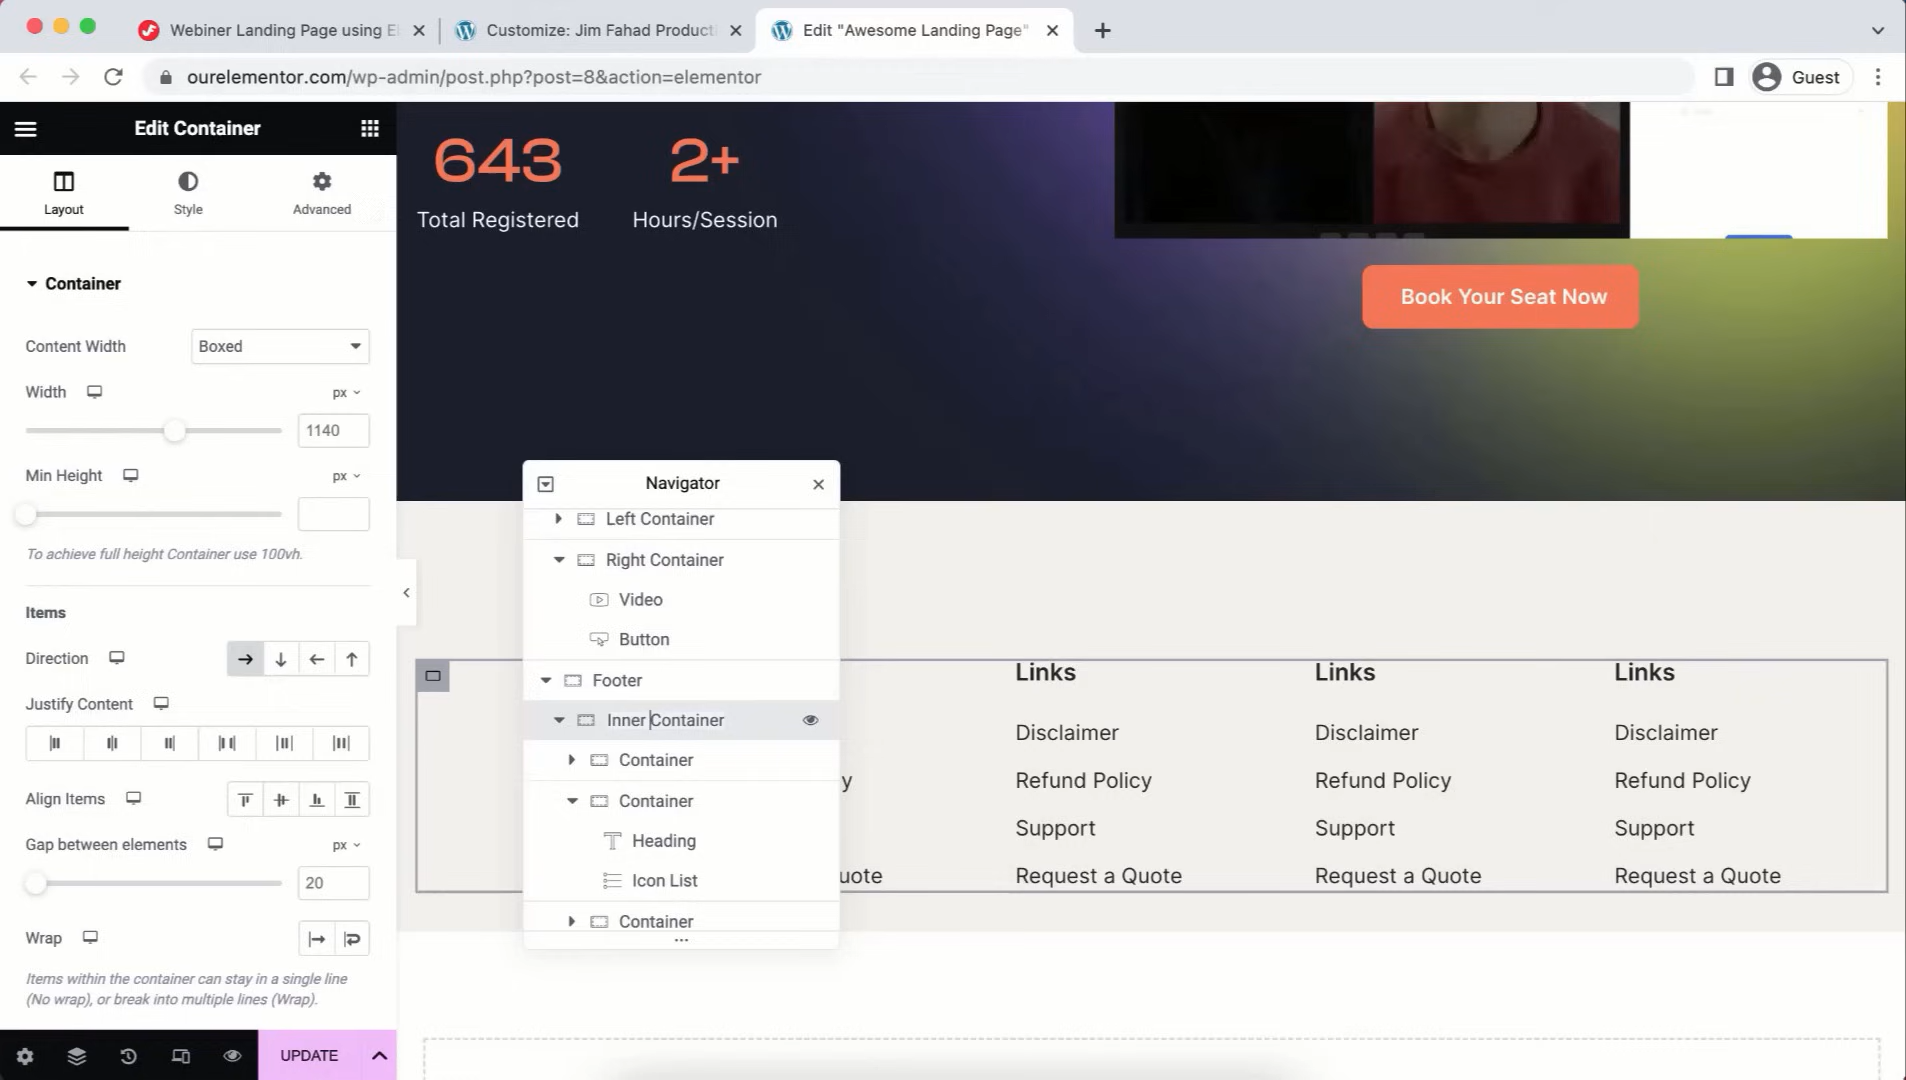 Webiner Landing Page using El
Customize: Jim Fahad Producti
Edit "Awesome Landing Page"
ourelementor.com/wp-admin/post.php?post=8&action=elementor
Guest
Edit Container
Layout
Style
Advanced
Container
Content Width
Boxed
Width
px
1140
Min Height
px
To achieve full height Container use 100vh.
Items
Direction
Justify Content
Align Items
Gap between elements
px
20
Wrap
Items within the container can stay in a single line
(No wrap), or break into multiple lines (Wrap).
UPDATE
643
2+
Total Registered
Hours/Session
Book Your Seat Now
Navigator
Left Container
Right Container
Video
Button
Footer
Inner Container
Container
Container
Heading
Icon List
Container
y
uote
Links
Disclaimer
Refund Policy
Support
Request a Quote
Links
Disclaimer
Refund Policy
Support
Request a Quote
Links
Disclaimer
Refund Policy
Support
Request a Quote